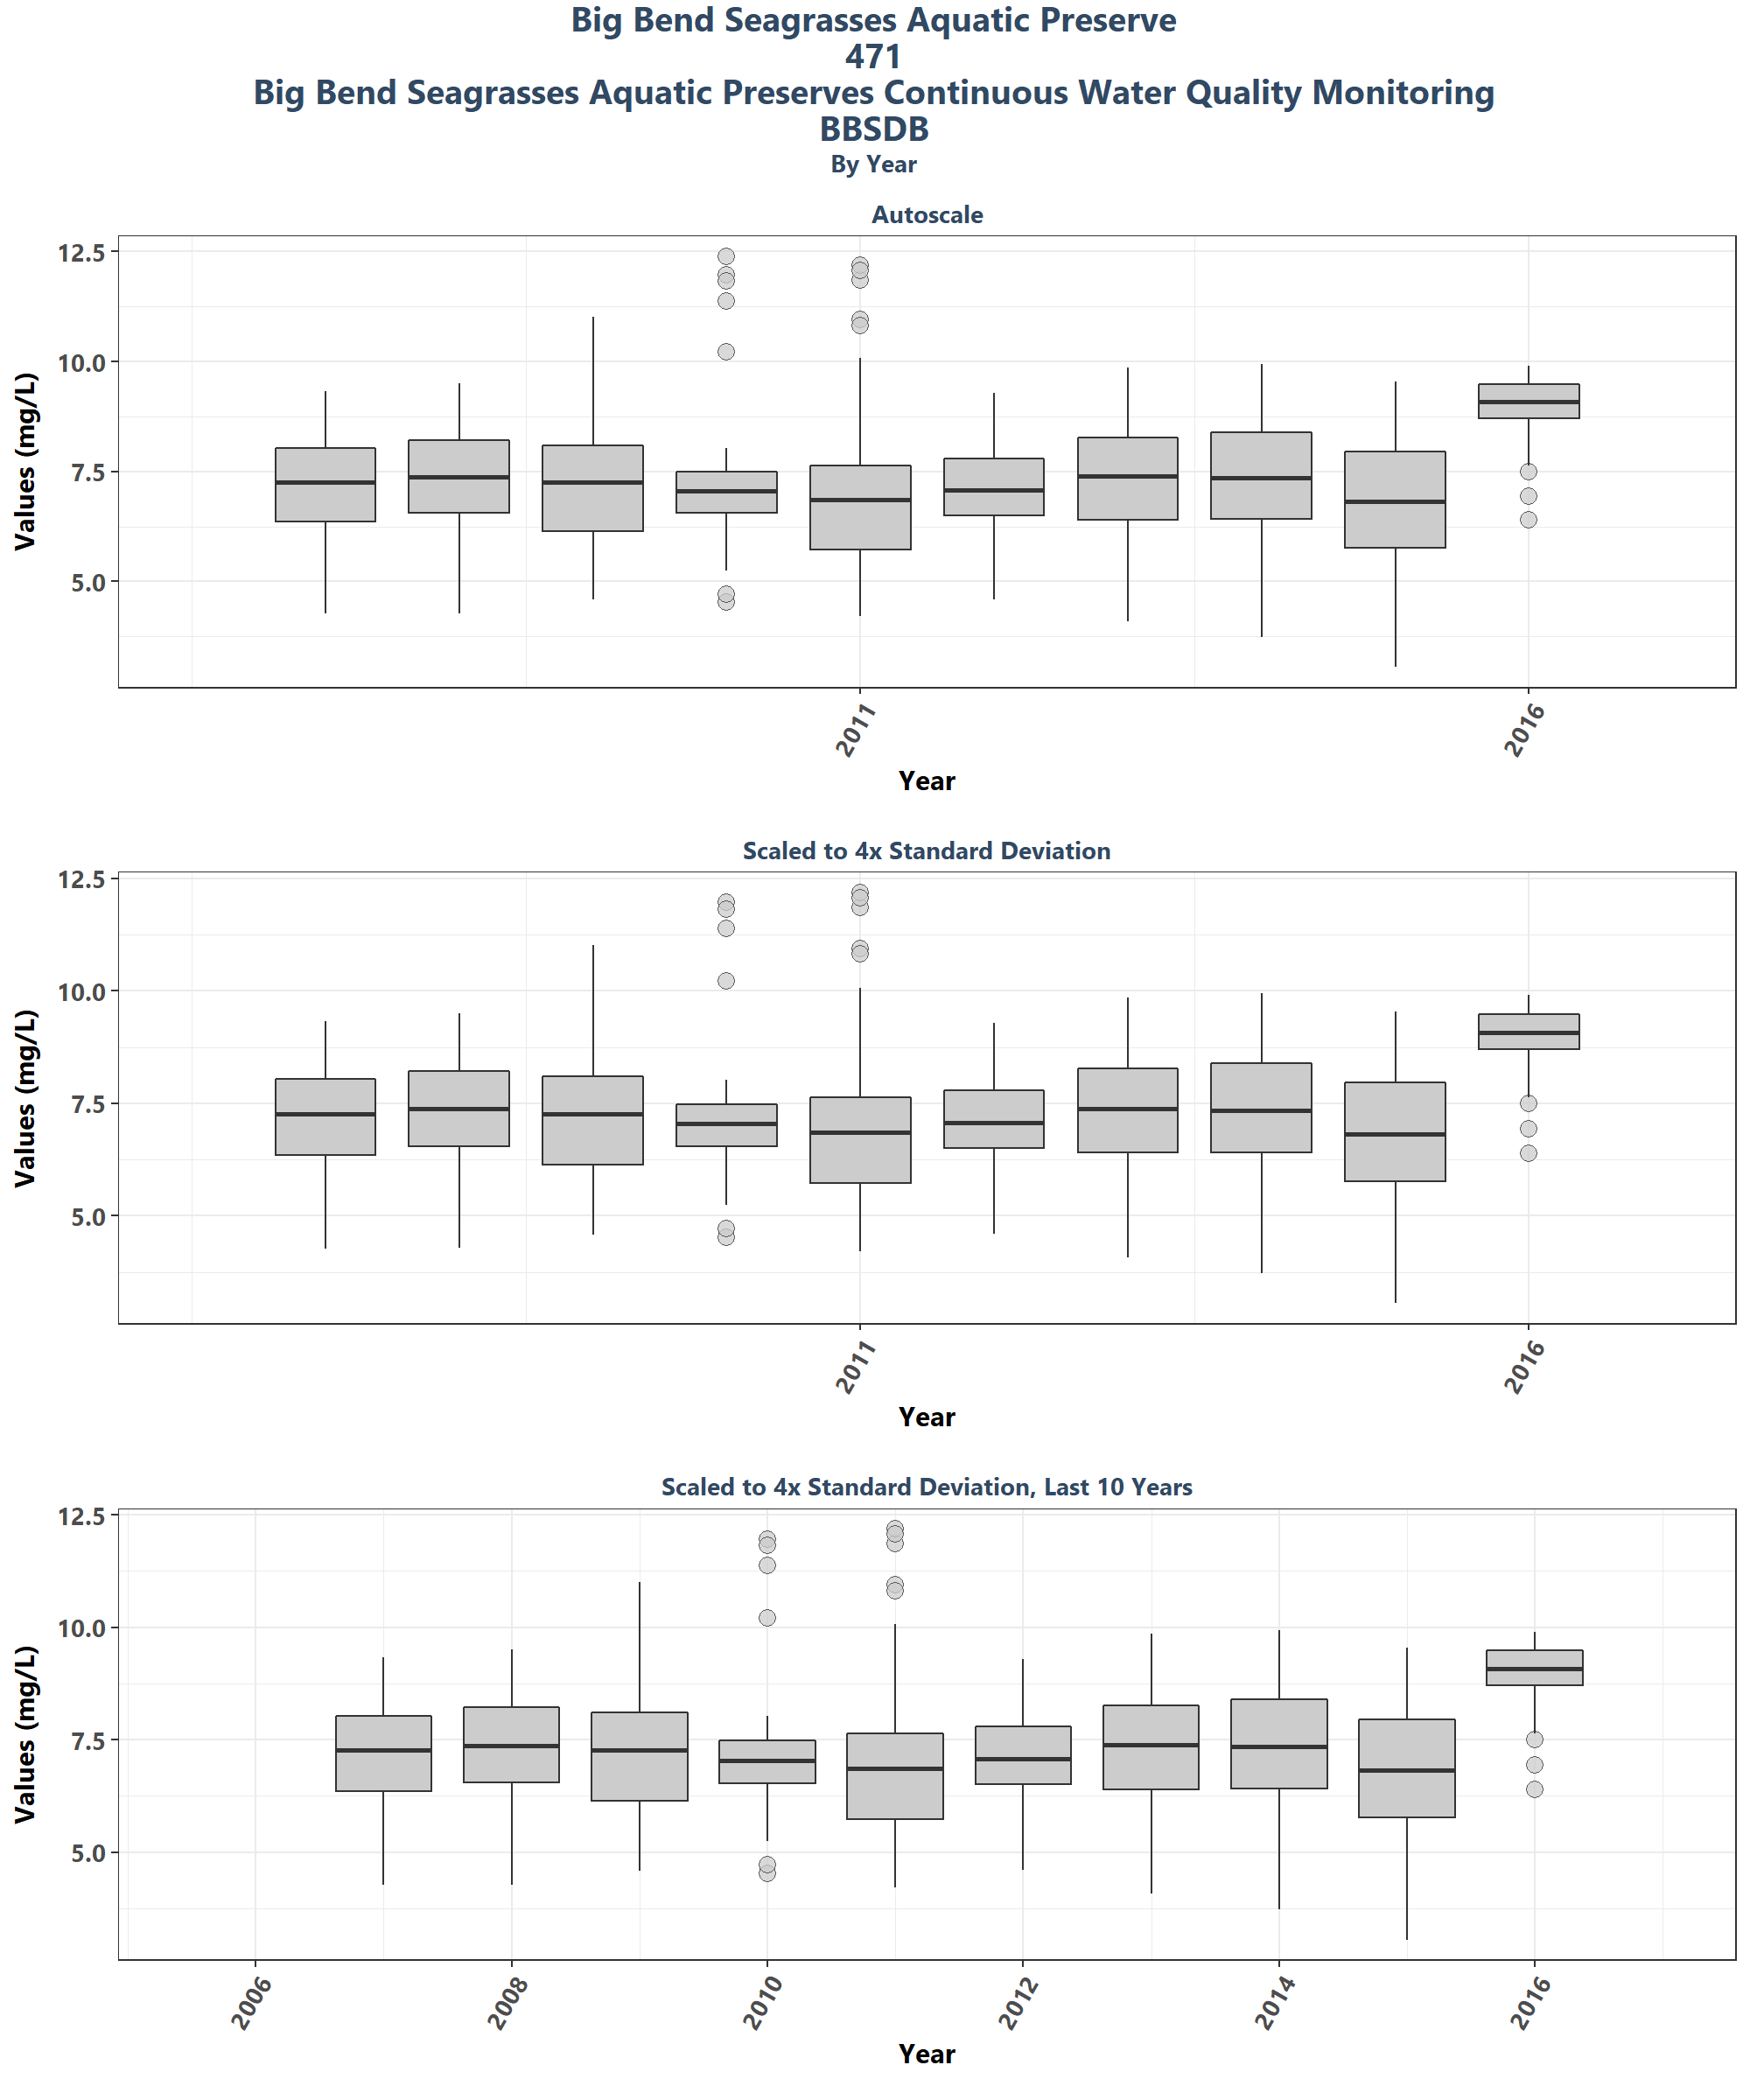 Big Bend Seagrasses Aquatic Preserve
471
Big Bend Seagrasses Aquatic Preserves Continuous Water Quality Monitoring
BBSDB
By Year
Autoscale
12.5
10.0
7.5
5.0
Values (mg/L)
2011
2016
Year
Scaled to 4x Standard Deviation
12.5
10.0
7.5
5.0
Values (mg/L)
2011
2016
Year
Scaled to 4x Standard Deviation, Last 10 Years
12.5
10.0
7.5
5.0
Values (mg/L)
2006
2008
2010
2012
2014
2016
Year